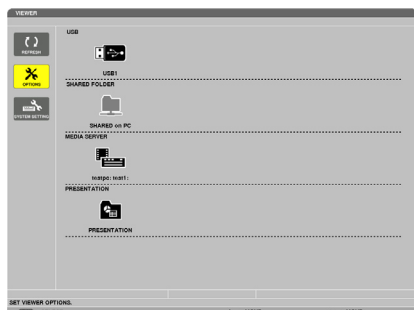 VIEWER
USB
REFRESH
USB1
OPTIONS
SHARED FOLDER
SYSTEM SETTING
SHARED on PC
MEDIA SERVER
testpc: test1:
PRESENTATION
PRESENTATION
SET VIEWER OPTIONS.